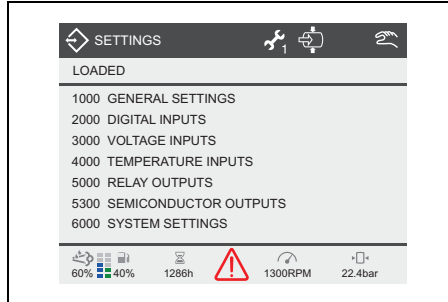 SETTINGS
1
LOADED
1000 GENERAL SETTINGS
2000 DIGITAL INPUTS
3000 VOLTAGE INPUTS
4000 TEMPERATURE INPUTS
5000 RELAY OUTPUTS
5300 SEMICONDUCTOR OUTPUTS
6000 SYSTEM SETTINGS
60% 40% 1286h 1300RPM 22.4bar